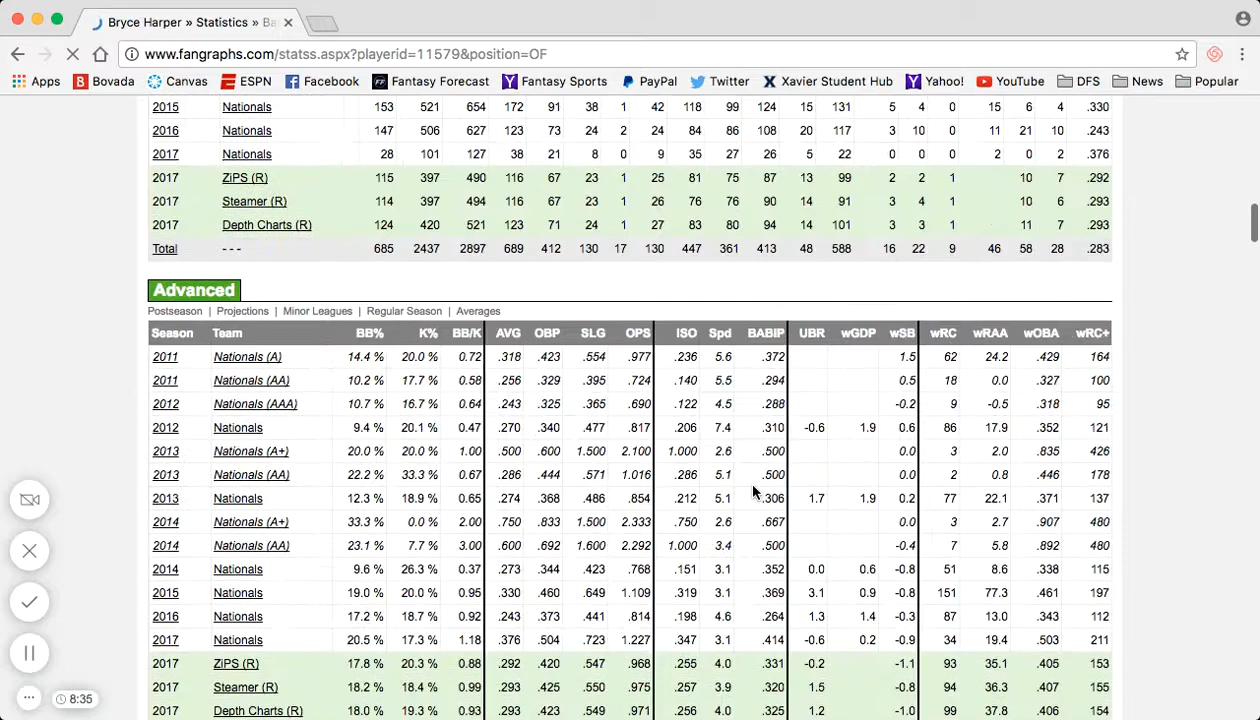 Bryce Harper » Statistics » Ba
www.fangraphs.com/statss.aspx?playerid=11579&position=OF
Apps Bovada Canvas ESPN Facebook FF Fantasy Forecast Fantasy Sports PayPal Twitter Xavier Student Hub Yahoo! YouTube DFS News Popular
2015 Nationals 153 521 654 172 91 38 1 42 118 99 124 15 131 5 4 0 15 6 4 .330
2016 Nationals 147 506 627 123 73 24 2 24 84 86 108 20 117 3 10 0 11 21 10 .243
2017 Nationals 28 101 127 38 21 8 0 9 35 27 26 5 22 0 0 0 2 0 2 .376
2017 ZiPS (R) 115 397 490 116 67 23 1 25 81 75 87 13 99 2 2 1 10 7 .292
2017 Steamer (R) 114 397 494 116 67 23 1 26 76 76 90 14 91 3 4 1 10 6 .293
2017 Depth Charts (R) 124 420 521 123 71 24 1 27 83 80 94 14 101 3 3 1 11 7 .293
Total - - - 685 2437 2897 689 412 130 17 130 447 361 413 48 588 16 22 9 46 58 28 .283
Advanced
Postseason | Projections | Minor Leagues | Regular Season | Averages
Season Team BB% K% BB/K AVG OBP SLG OPS ISO Spd BABIP UBR wGDP wSB wRC wRAA wOBA wRC+
2011 Nationals (A) 14.4 % 20.0 % 0.72 .318 .423 .554 .977 .236 5.6 .372 1.5 62 24.2 .429 164
2011 Nationals (AA) 10.2 % 17.7 % 0.58 .256 .329 .395 .724 .140 5.5 .294 0.5 18 0.0 .327 100
2012 Nationals (AAA) 10.7 % 16.7 % 0.64 .243 .325 .365 .690 .122 4.5 .288 -0.2 9 -0.5 .318 95
2012 Nationals 9.4 % 20.1 % 0.47 .270 .340 .477 .817 .206 7.4 .310 -0.6 1.9 0.6 86 17.9 .352 121
2013 Nationals (A+) 20.0 % 20.0 % 1.00 .500 .600 1.500 2.100 1.000 2.6 .500 0.0 3 2.0 .835 426
2013 Nationals (AA) 22.2 % 33.3 % 0.67 .286 .444 .571 1.016 .286 5.1 .500 0.0 2 0.8 .446 178
2013 Nationals 12.3 % 18.9 % 0.65 .274 .368 .486 .854 .212 5.1 .306 1.7 1.9 0.2 77 22.1 .371 137
2014 Nationals (A+) 33.3 % 0.0 % 2.00 .750 .833 1.500 2.333 .750 2.6 .667 0.0 3 2.7 .907 480
2014 Nationals (AA) 23.1 % 7.7 % 3.00 .600 .692 1.600 2.292 1.000 3.4 .500 -0.4 7 5.8 .892 480
2014 Nationals 9.6 % 26.3 % 0.37 .273 .344 .423 .768 .151 3.1 .352 0.0 0.6 -0.8 51 8.6 .338 115
2015 Nationals 19.0 % 20.0 % 0.95 .330 .460 .649 1.109 .319 3.1 .369 3.1 0.9 -0.8 151 77.3 .461 197
2016 Nationals 17.2 % 18.7 % 0.92 .243 .373 .441 .814 .198 4.6 .264 1.3 1.4 -0.3 87 13.0 .343 112
2017 Nationals 20.5 % 17.3 % 1.18 .376 .504 .723 1.227 .347 3.1 .414 -0.6 0.2 -0.9 34 19.4 .503 211
2017 ZiPS (R) 17.8 % 20.3 % 0.88 .292 .420 .547 .968 .255 4.0 .331 -0.2 -1.1 93 35.1 .405 153
2017 Steamer (R) 18.2 % 18.4 % 0.99 .293 .425 .550 .975 .257 3.9 .320 1.5 -0.8 94 36.3 .407 155
2017 Depth Charts (R) 18.0 % 19.3 % 0.93 .293 .423 .549 .971 .256 4.0 .325 1.2 -1.0 99 37.8 .406 154
8:35